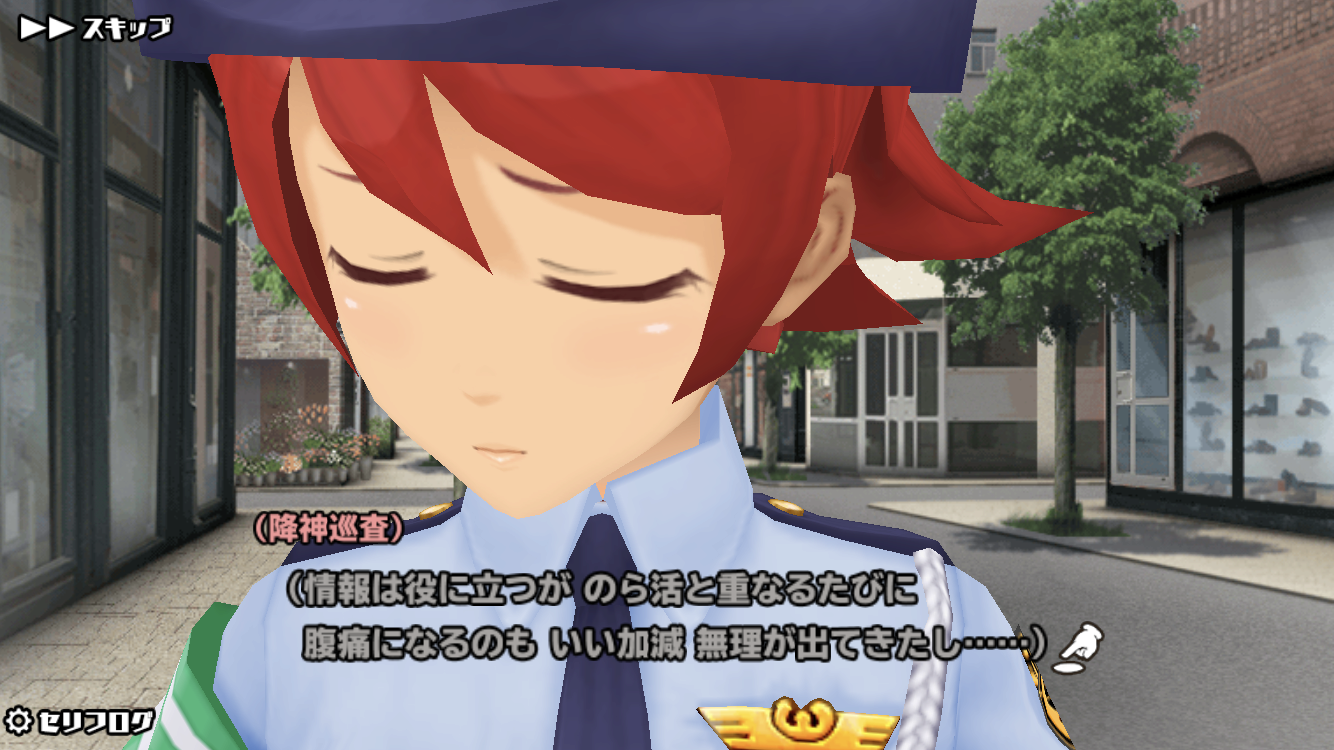 スキップ
(降神巡査)
(情報は役に立つが のら活と重なるたびに
腹痛になるのも いい加減 無理が出てきたし……)
セリフログ